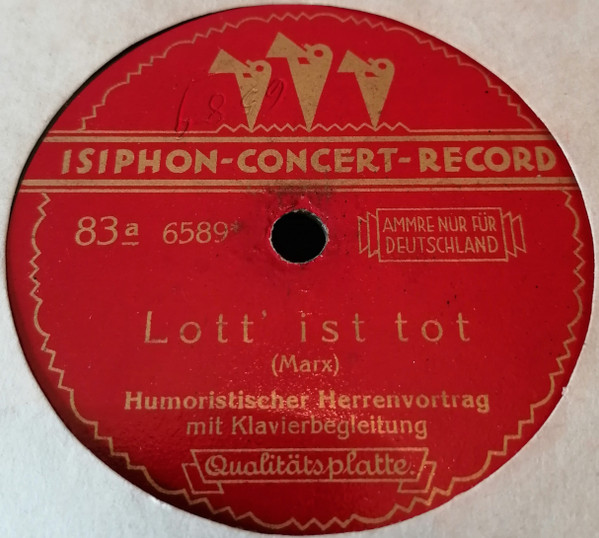 ISIPHON-CONCERT-RECORD
83a 6589*
AMMRE NUR FÜR
DEUTSCHLAND
Lott' ist tot
(Marx)
Humoristischer Herrenvortrag
mit Klavierbegleitung
Qualitätsplatte.